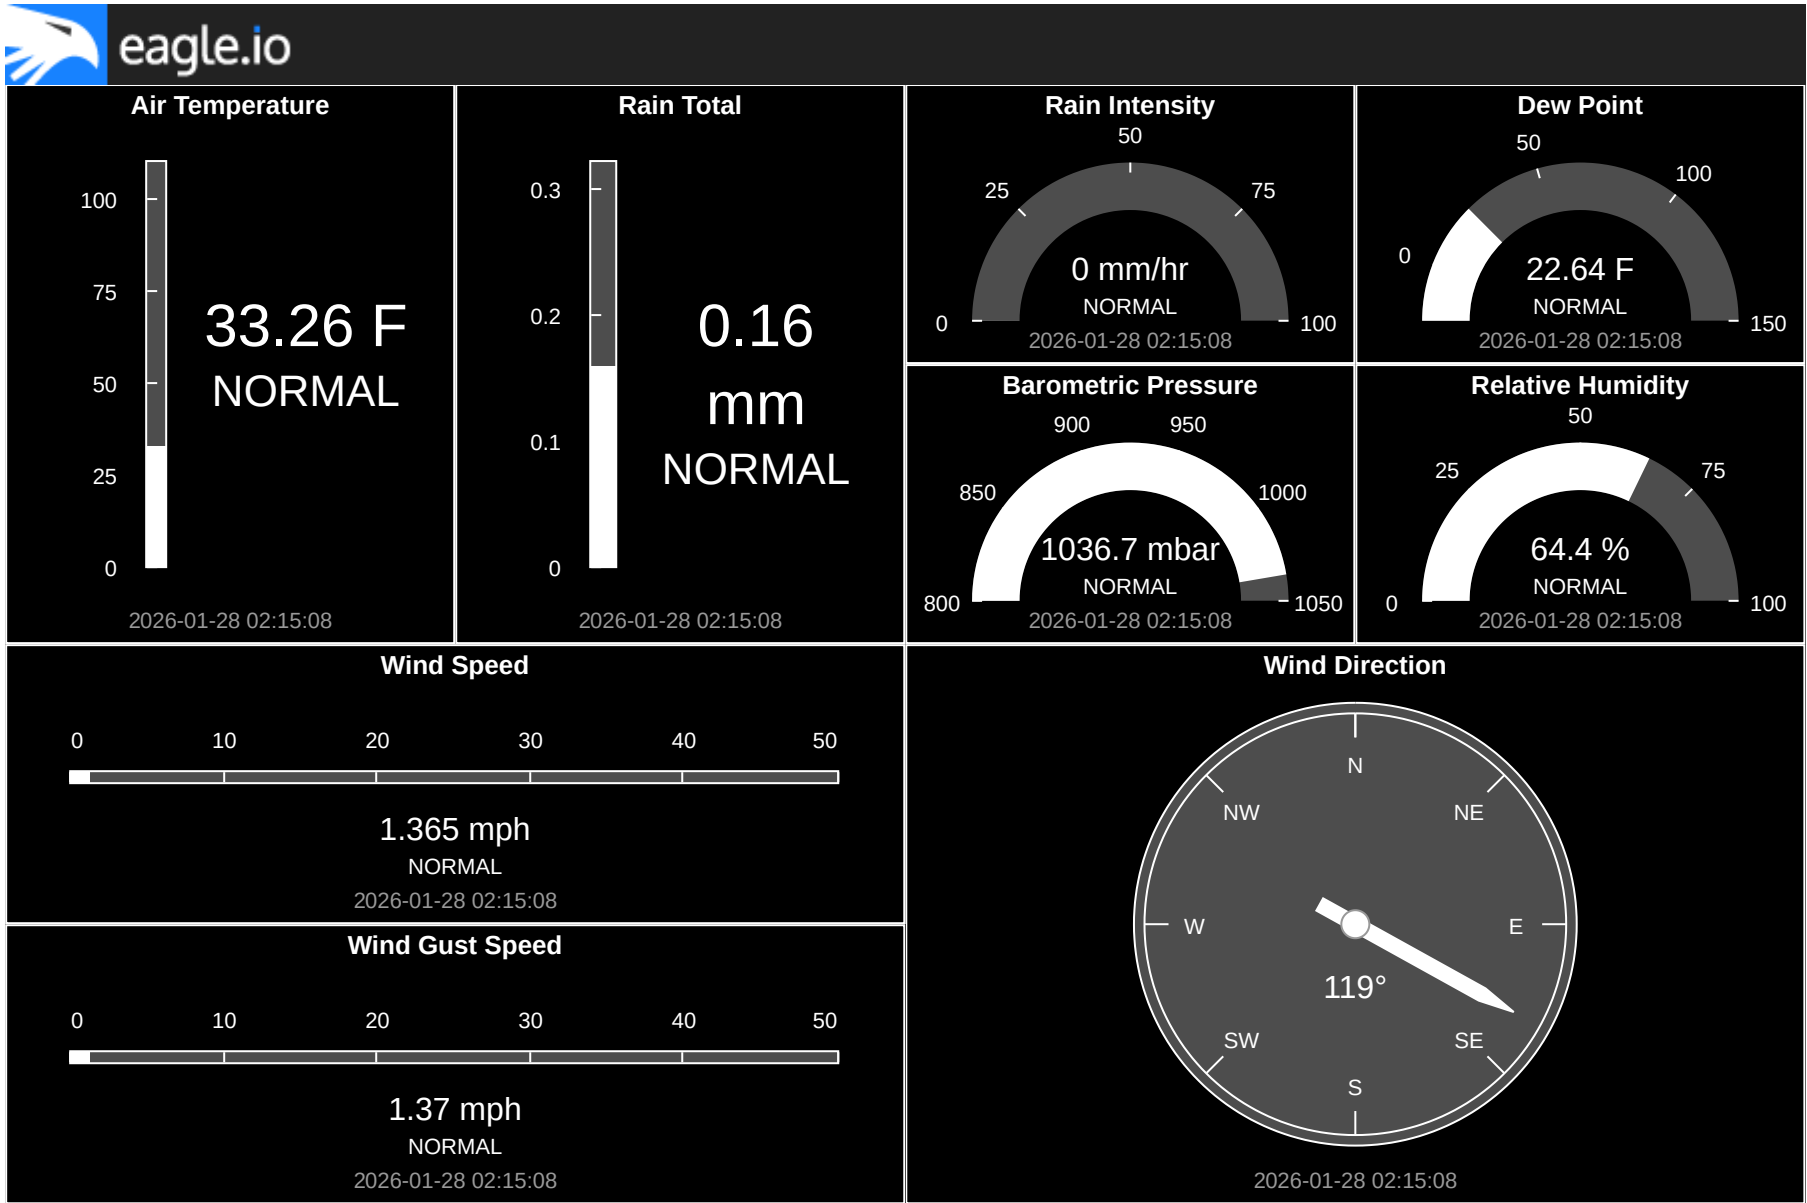 eagle.io
Air Temperature
100
75
50
25
0
33.26 F
NORMAL
2026-01-28 02:15:08
Rain Total
0.3
0.2
0.1
0
0.16
mm
NORMAL
2026-01-28 02:15:08
Rain Intensity
50
25
75
0
100
0 mm/hr
NORMAL
2026-01-28 02:15:08
Dew Point
50
100
0
150
22.64 F
NORMAL
2026-01-28 02:15:08
Barometric Pressure
900
950
850
1000
800
1050
1036.7 mbar
NORMAL
2026-01-28 02:15:08
Relative Humidity
50
25
75
0
100
64.4 %
NORMAL
2026-01-28 02:15:08
Wind Speed
0 10 20 30 40 50
1.365 mph
NORMAL
2026-01-28 02:15:08
Wind Gust Speed
0 10 20 30 40 50
1.37 mph
NORMAL
2026-01-28 02:15:08
Wind Direction
N
NW
NE
W
E
119°
SW
SE
S
2026-01-28 02:15:08